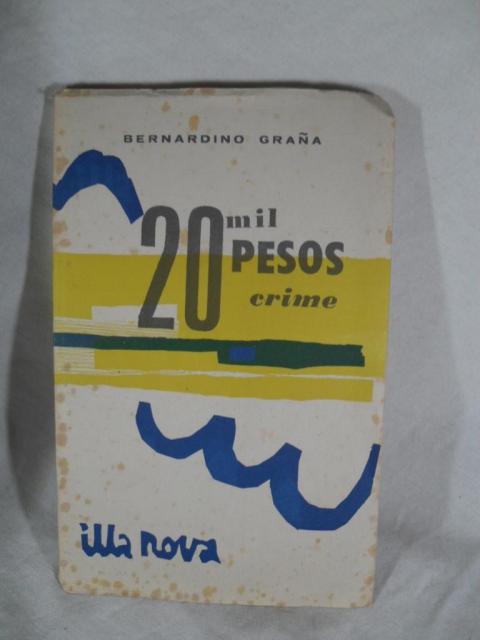 BERNARDINO GRAÑA
20 mil
PESOS
crime
illa nova